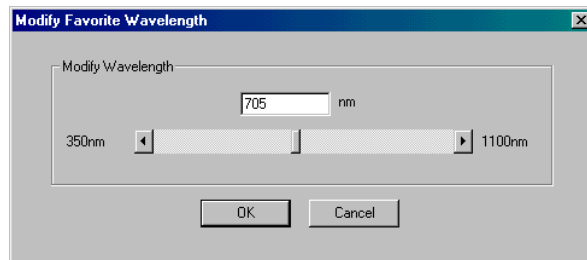 Modify Favorite Wavelength
Modify Wavelength
705 nm
350nm 1100nm
OK Cancel